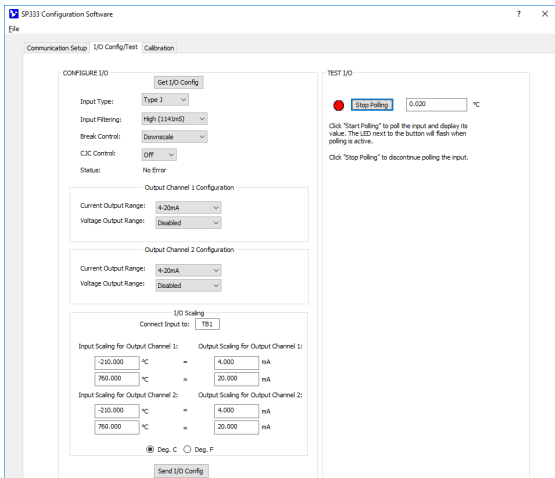 SP333 Configuration Software
? ×
File
Communication Setup I/O Config/Test Calibration
CONFIGURE I/O
Get I/O Config
Input Type: Type J
Input Filtering: High (1141mS)
Break Control: Downscale
CJC Control: Off
Status: No Error
Output Channel 1 Configuration
Current Output Range: 4-20mA
Voltage Output Range: Disabled
Output Channel 2 Configuration
Current Output Range: 4-20mA
Voltage Output Range: Disabled
I/O Scaling
Connect Input to: TB1
Input Scaling for Output Channel 1: Output Scaling for Output Channel 1:
-210.000 °C = 4.000 mA
760.000 °C = 20.000 mA
Input Scaling for Output Channel 2: Output Scaling for Output Channel 2:
-210.000 °C = 4.000 mA
760.000 °C = 20.000 mA
Deg. C Deg. F
Send I/O Config
TEST I/O
Stop Polling 0.020 °C
Click "Start Polling" to poll the input and display its
value. The LED next to the button will flash when
polling is active.
Click "Stop Polling" to discontinue polling the input.